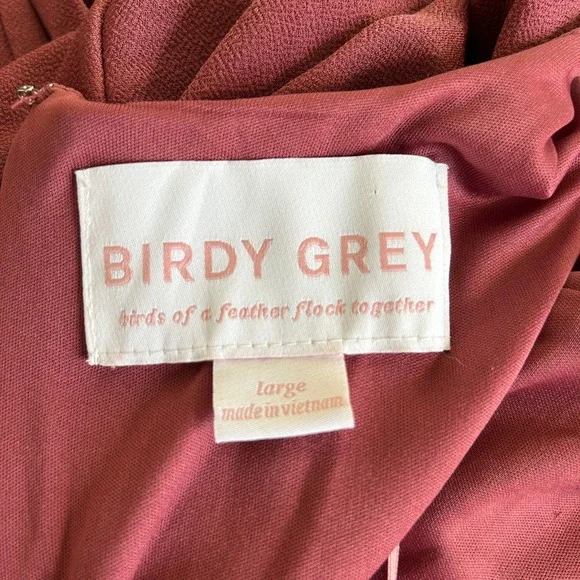 BIRDY GREY
birds of a feather flock together
large
made in vietnam